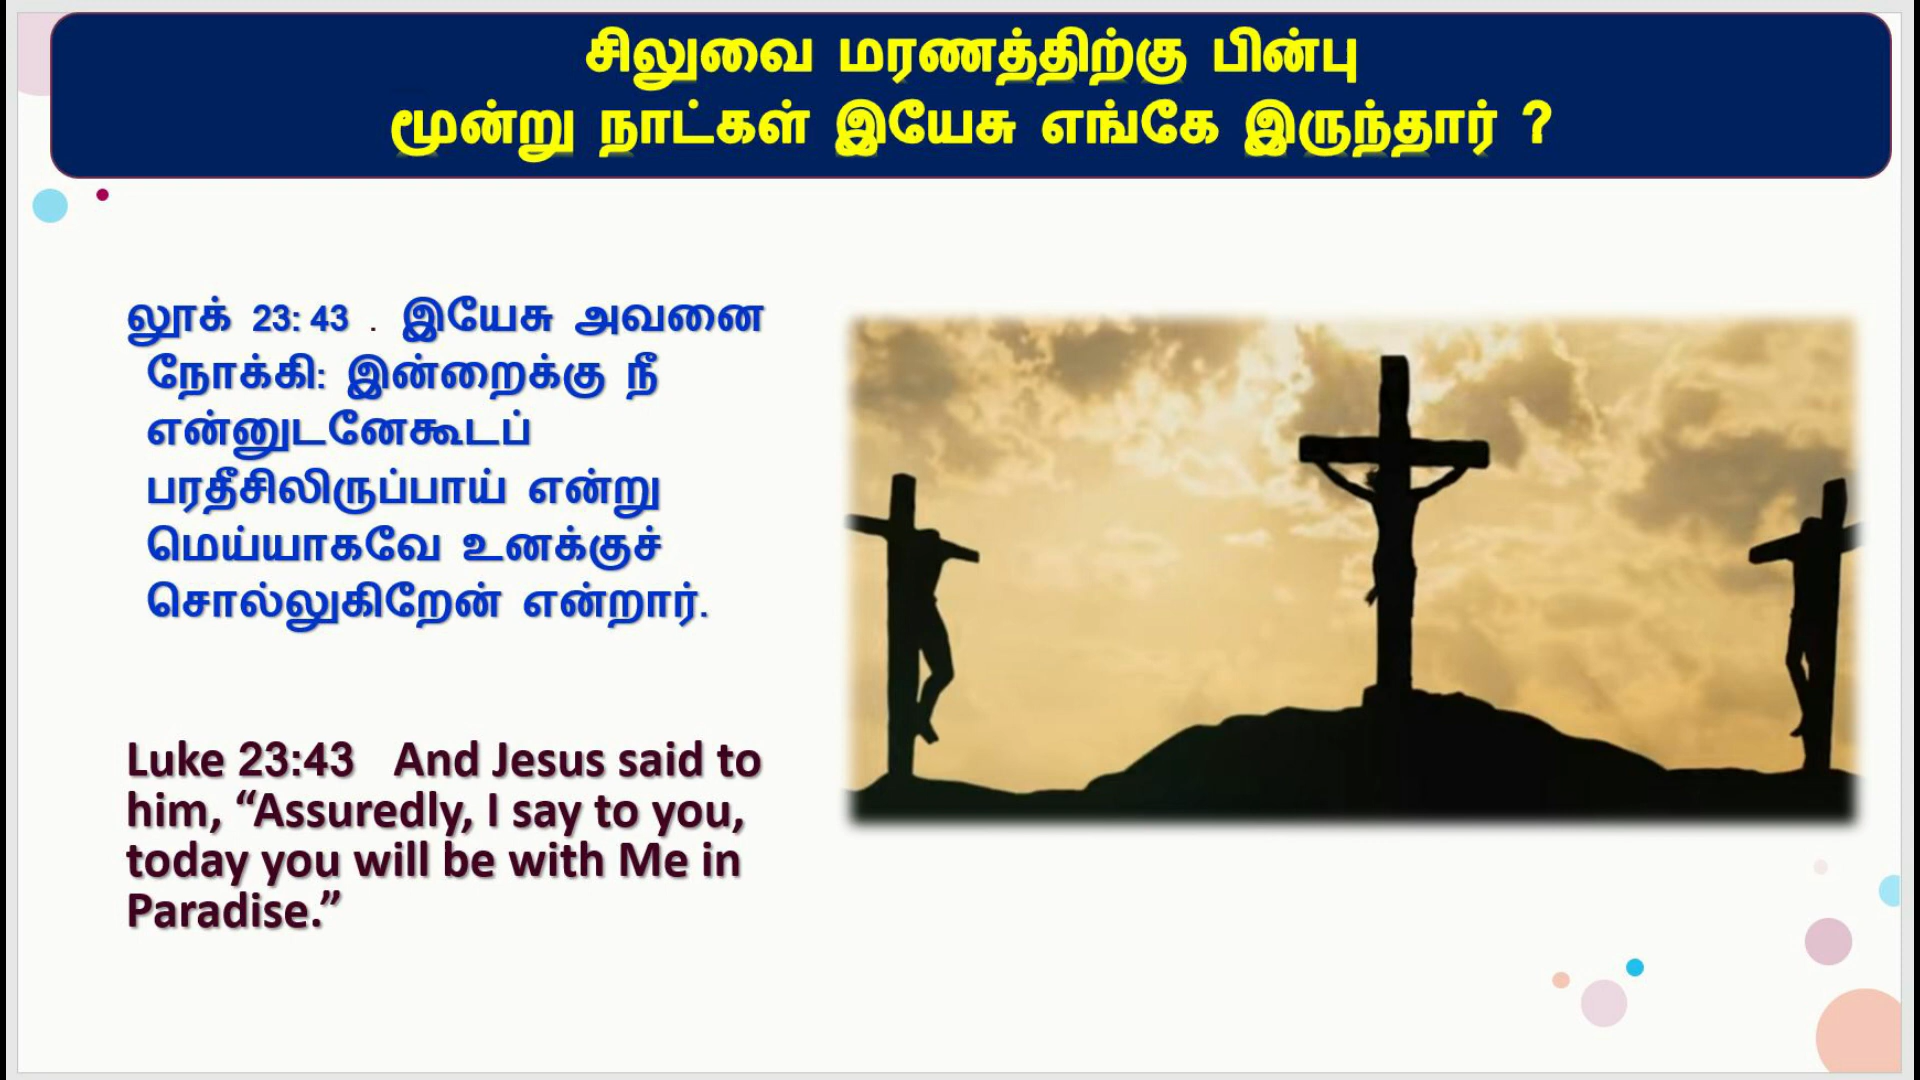 சிலுவை மரணத்திற்கு பின்பு
மூன்று நாட்கள் இயேசு எங்கே இருந்தார் ?
லூக் 23: 43 . இயேசு அவனை
நோக்கி: இன்றைக்கு நீ
என்னுடனேகூடப்
பரதீசிலிருப்பாய் என்று
மெய்யாகவே உனக்குச்
சொல்லுகிறேன் என்றார்.
Luke 23:43 And Jesus said to
him, “Assuredly, I say to you,
today you will be with Me in
Paradise.”